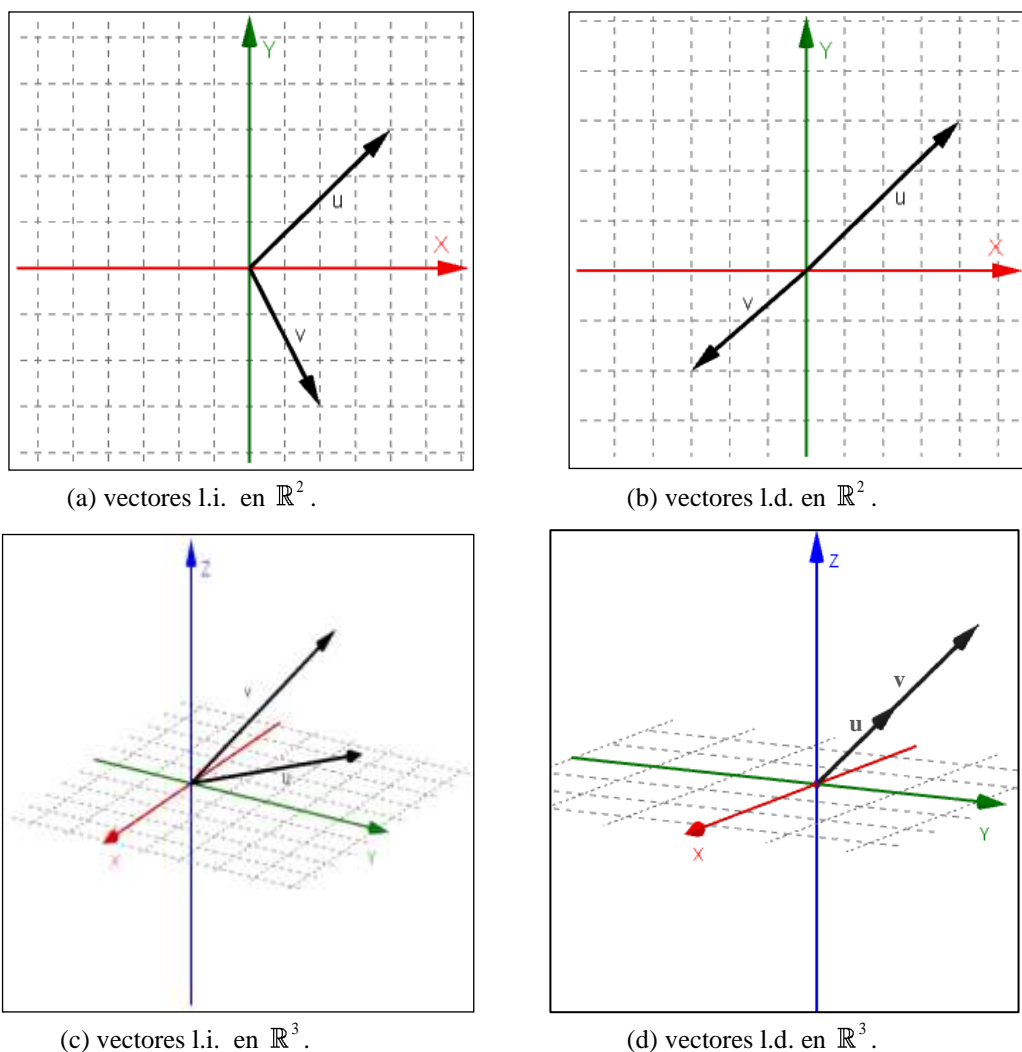 Y
u
X
v
Y
u
X
v
(a) vectores l.i. en ℝ².
(b) vectores l.d. en ℝ².
Z
v
u
X
Y
Z
v
u
Y
X
(c) vectores l.i. en ℝ³.
(d) vectores l.d. en ℝ³.